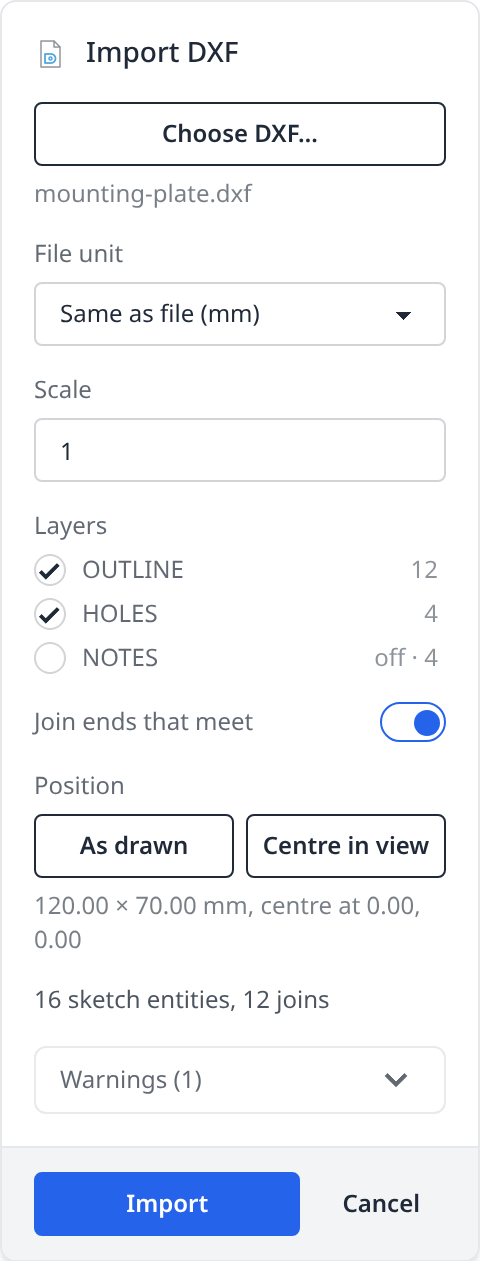 Import DXF
Choose DXF...
mounting-plate.dxf
File unit
Same as file (mm)
Scale
1
Layers
OUTLINE 12
HOLES 4
NOTES off · 4
Join ends that meet
Position
As drawn Centre in view
120.00 × 70.00 mm, centre at 0.00,
0.00
16 sketch entities, 12 joins
Warnings (1)
Import Cancel